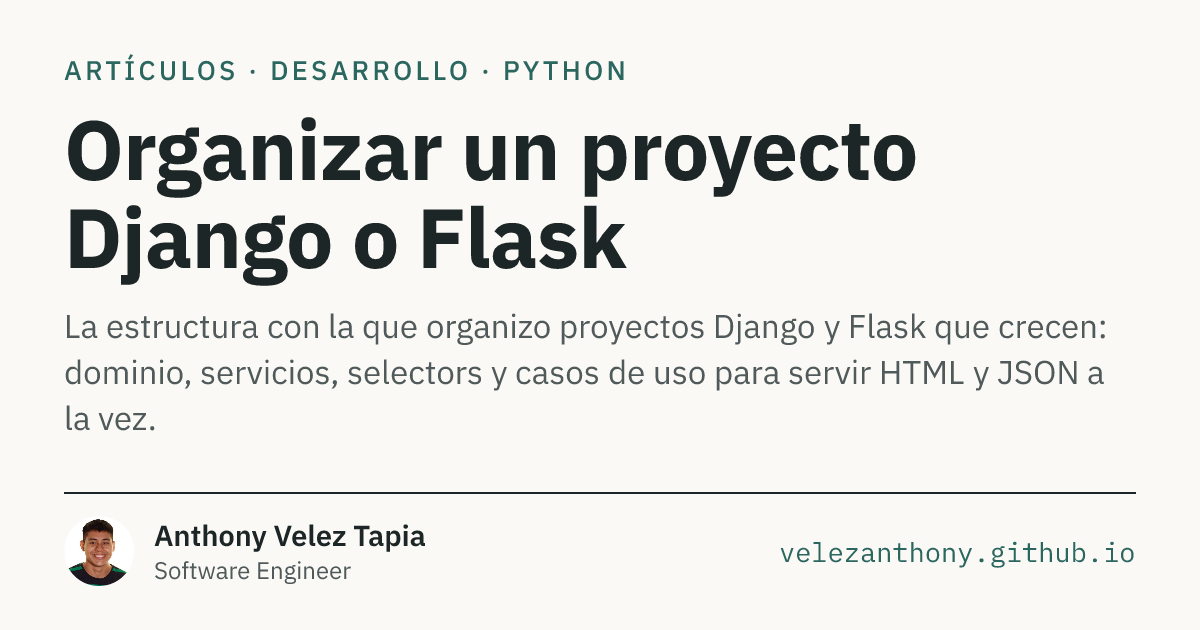 ARTÍCULOS · DESARROLLO · PYTHON
Organizar un proyecto
Django o Flask
La estructura con la que organizo proyectos Django y Flask que crecen:
dominio, servicios, selectors y casos de uso para servir HTML y JSON a
la vez.
Anthony Velez Tapia
Software Engineer
velezanthony.github.io